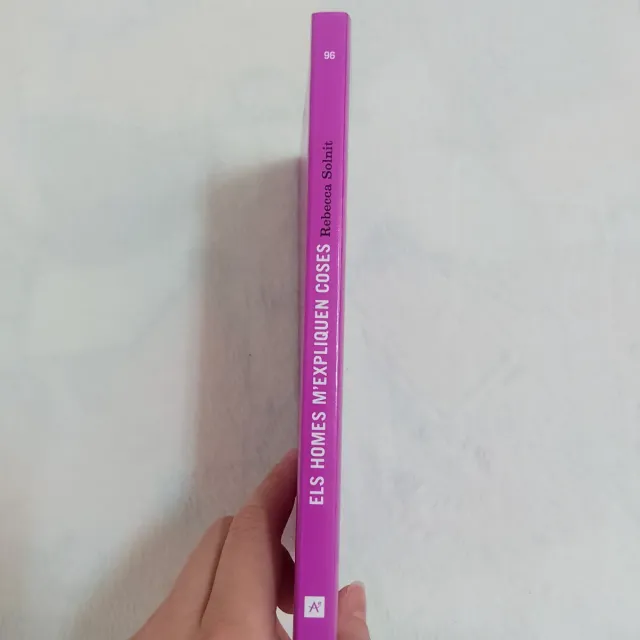 96
Rebecca Solnit
ELS HOMES M'EXPLIQUEN COSES
A